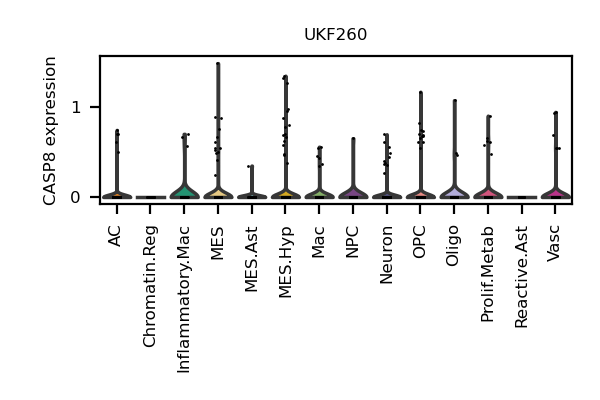 UKF260
CASP8 expression
1
0
AC
Chromatin.Reg
Inflammatory.Mac
MES
MES.Ast
MES.Hyp
Mac
NPC
Neuron
OPC
Oligo
Prolif.Metab
Reactive.Ast
Vasc